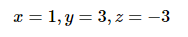 x = 1, y = 3, z = −3